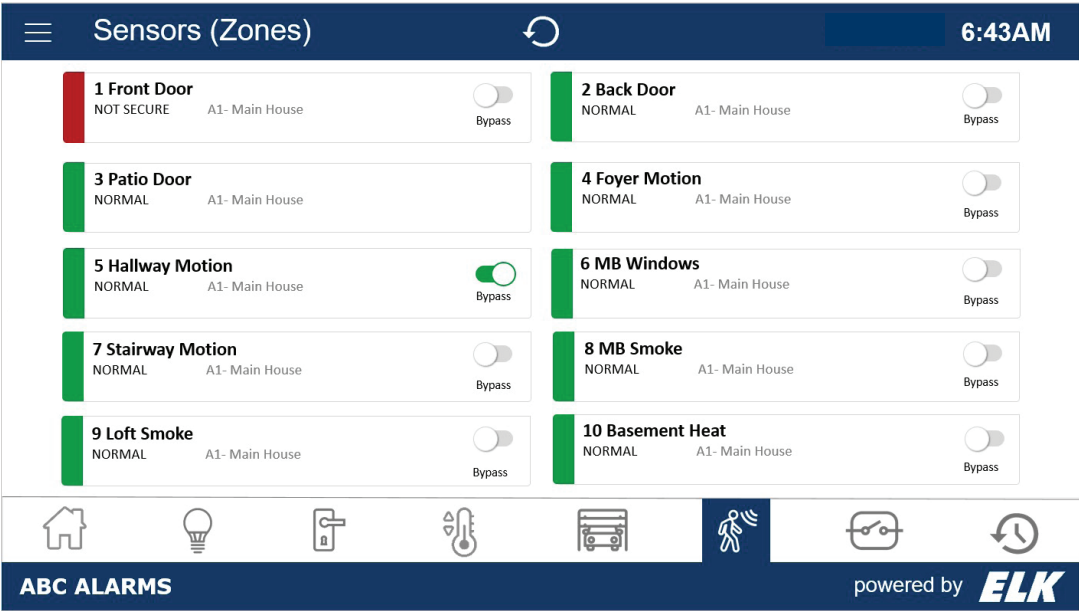 Sensors (Zones) 6:43AM
1 Front Door
NOT SECURE A1- Main House
Bypass
2 Back Door
NORMAL A1- Main House
Bypass
3 Patio Door
NORMAL A1- Main House
4 Foyer Motion
NORMAL A1- Main House
Bypass
5 Hallway Motion
NORMAL A1- Main House
Bypass
6 MB Windows
NORMAL A1- Main House
Bypass
7 Stairway Motion
NORMAL A1- Main House
Bypass
8 MB Smoke
NORMAL A1- Main House
Bypass
9 Loft Smoke
NORMAL A1- Main House
Bypass
10 Basement Heat
NORMAL A1- Main House
Bypass
ABC ALARMS powered by ELK